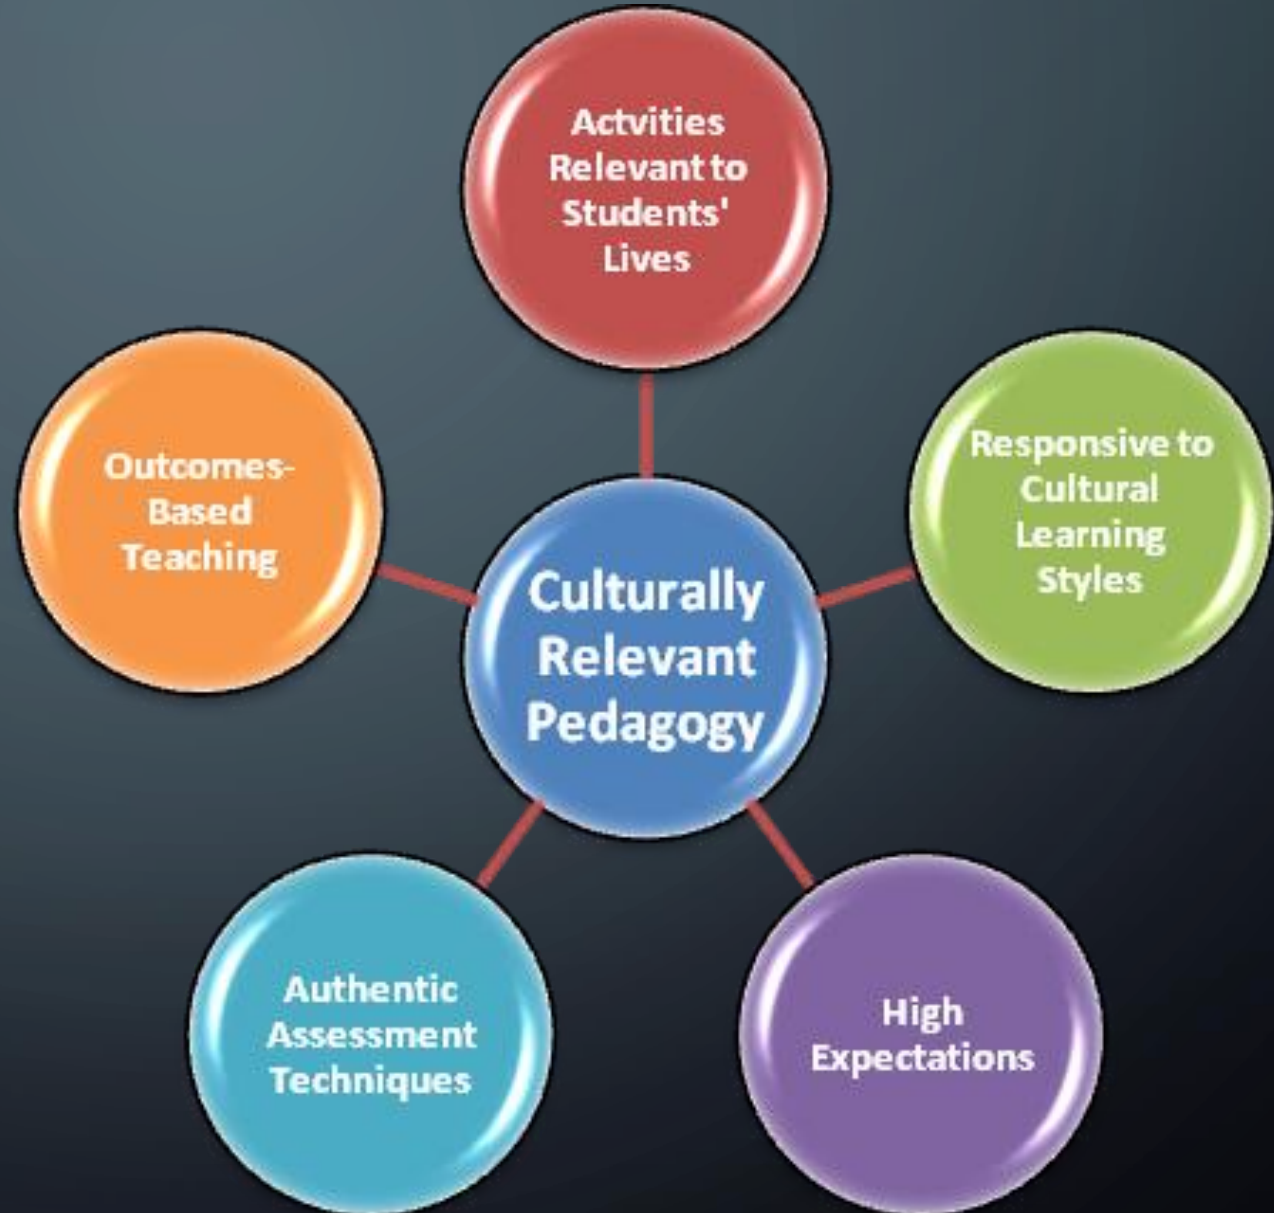 Actvities
Relevant to
Students'
Lives
Responsive to
Cultural
Learning
Styles
High
Expectations
Authentic
Assessment
Techniques
Outcomes-
Based
Teaching
Culturally
Relevant
Pedagogy